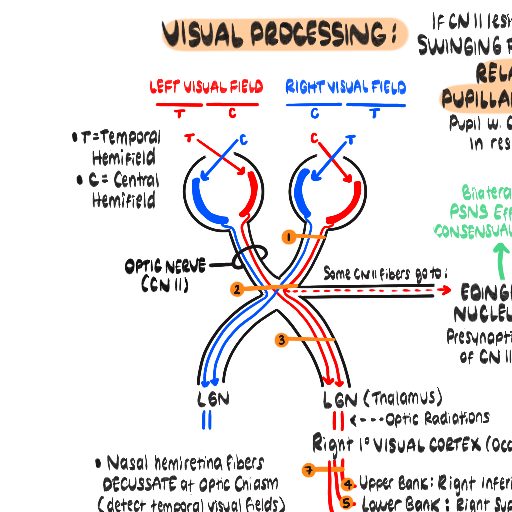 VISUAL PROCESSING:
IF CN II lesi
SWINGING F
RELA
PUPILLA
Pupil w. C
in res
LEFT VISUAL FIELD
T C
RIGHT VISUAL FIELD
C T
• T=Temporal
Hemifield
• C= Central
Hemifield
T C
C T
Bilatera
PSNS Eff
CONSENSUAL
1
OPTIC NERVE
(CN II)
Some CN II fibers go to:
2
EDINGE
NUCLE
Presynapti
of CN II
3
LGN
LGN (Thalamus)
<---Optic Radiations
Right 1° VISUAL CORTEX (Occ
• Nasal hemiretina fibers
DECUSSATE at Optic Chiasm
(detect temporal visual fields)
7
4 Upper Bank: Right Inferi
5 Lower Bank: Right Sup